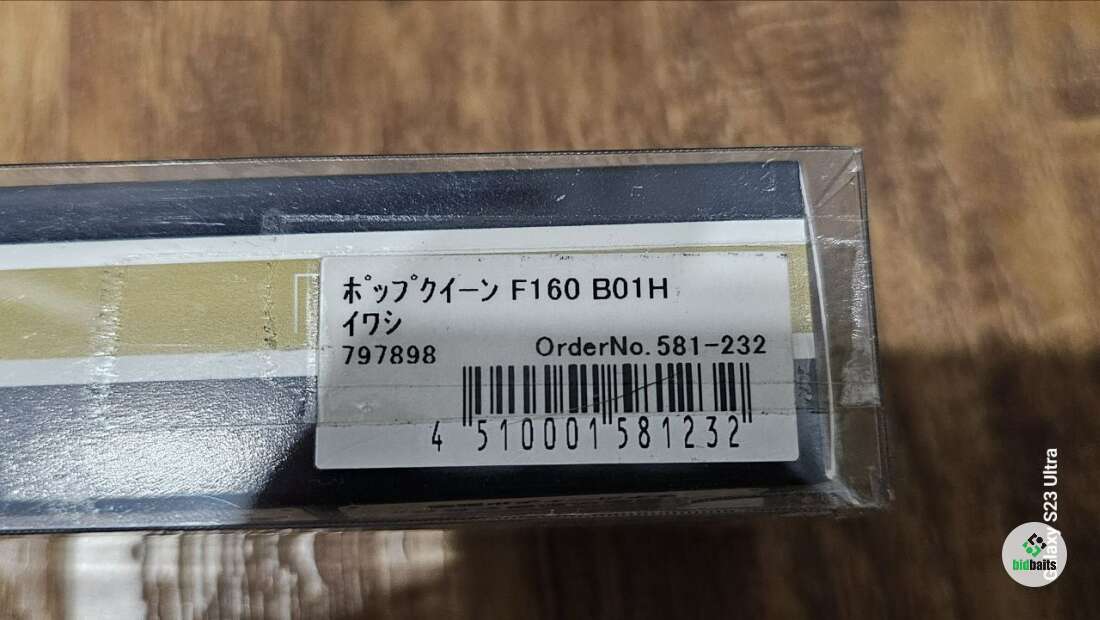 ﾎﾟｯﾌﾟｸｲｰﾝ F160 B01H
ｲﾜｼ
797898 OrderNo.581-232
4 510001 581232
Galaxy S23 Ultra
bidbaits